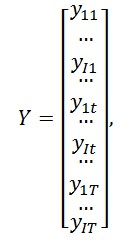 y11
...
yI1
...
y1t
...
Y = yIt ,
...
y1T
...
yIT